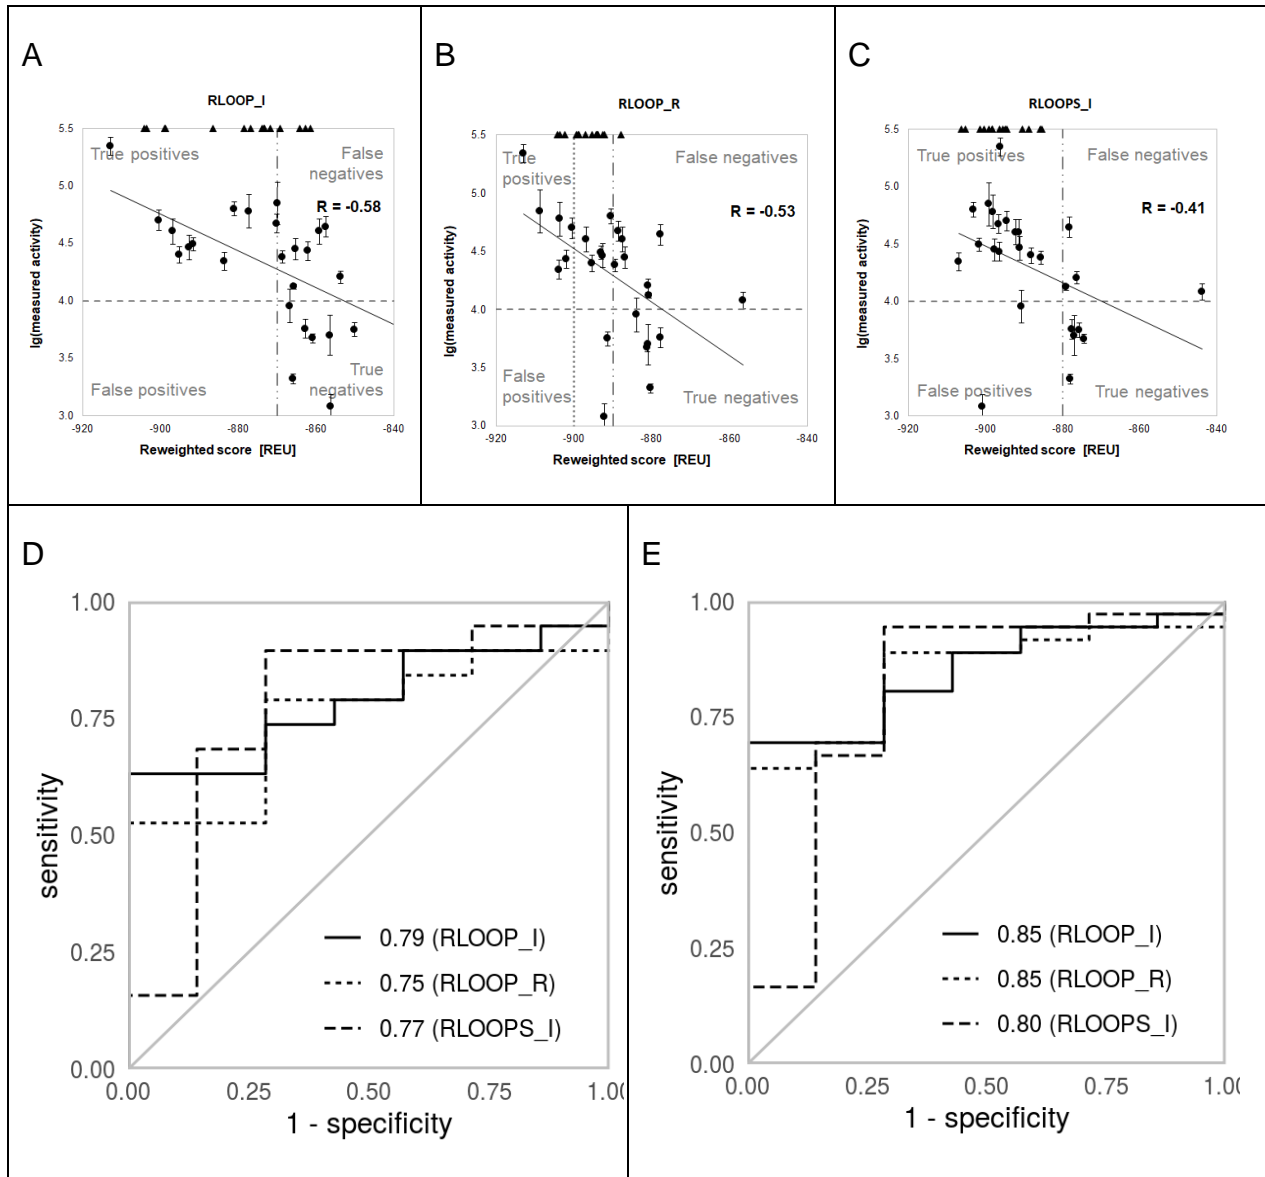 A
RLOOP_I
lg(measured activity)
5.5
5.0
4.5
4.0
3.5
3.0
True positives
False
negatives
R = -0.58
False positives
True
negatives
-920
-900
-880
-860
-840
Reweighted score [REU]
B
RLOOP_R
lg(measured activity)
5.5
5.0
4.5
4.0
3.5
3.0
True
positives
False negatives
R = -0.53
False
positives
True negatives
-920
-900
-880
-860
-840
Reweighted score [REU]
C
RLOOPS_I
lg(measured activity)
5.5
5.0
4.5
4.0
3.5
3.0
True positives
False negatives
R = -0.41
False positives
True negatives
-920
-900
-880
-860
-840
Reweighted score [REU]
D
sensitivity
1.00
0.75
0.50
0.25
0.00
0.79 (RLOOP_I)
0.75 (RLOOP_R)
0.77 (RLOOPS_I)
0.00
0.25
0.50
0.75
1.00
1 - specificity
E
sensitivity
1.00
0.75
0.50
0.25
0.00
0.85 (RLOOP_I)
0.85 (RLOOP_R)
0.80 (RLOOPS_I)
0.00
0.25
0.50
0.75
1.00
1 - specificity